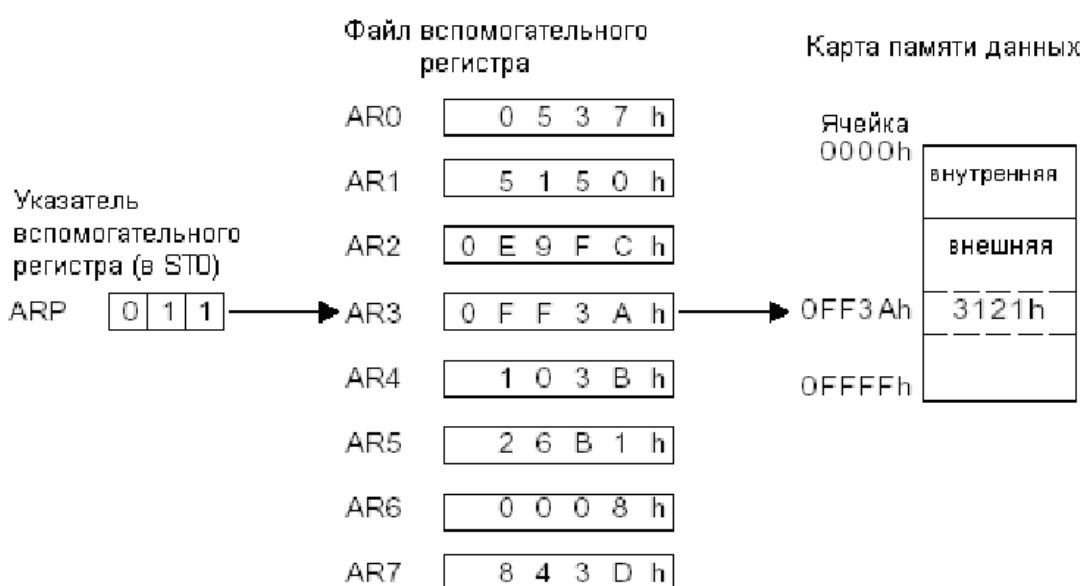 Файл вспомогательного
регистра
Карта памяти данных
Указатель
вспомогательного
регистра (в ST0)
ARP 0 1 1
AR0 0 5 3 7 h
AR1 5 1 5 0 h
AR2 0 E 9 F C h
AR3 0 F F 3 A h
AR4 1 0 3 B h
AR5 2 6 B 1 h
AR6 0 0 0 8 h
AR7 8 4 3 D h
Ячейка
0000h
внутренняя
внешняя
0FF3Ah 3121h
0FFFFh